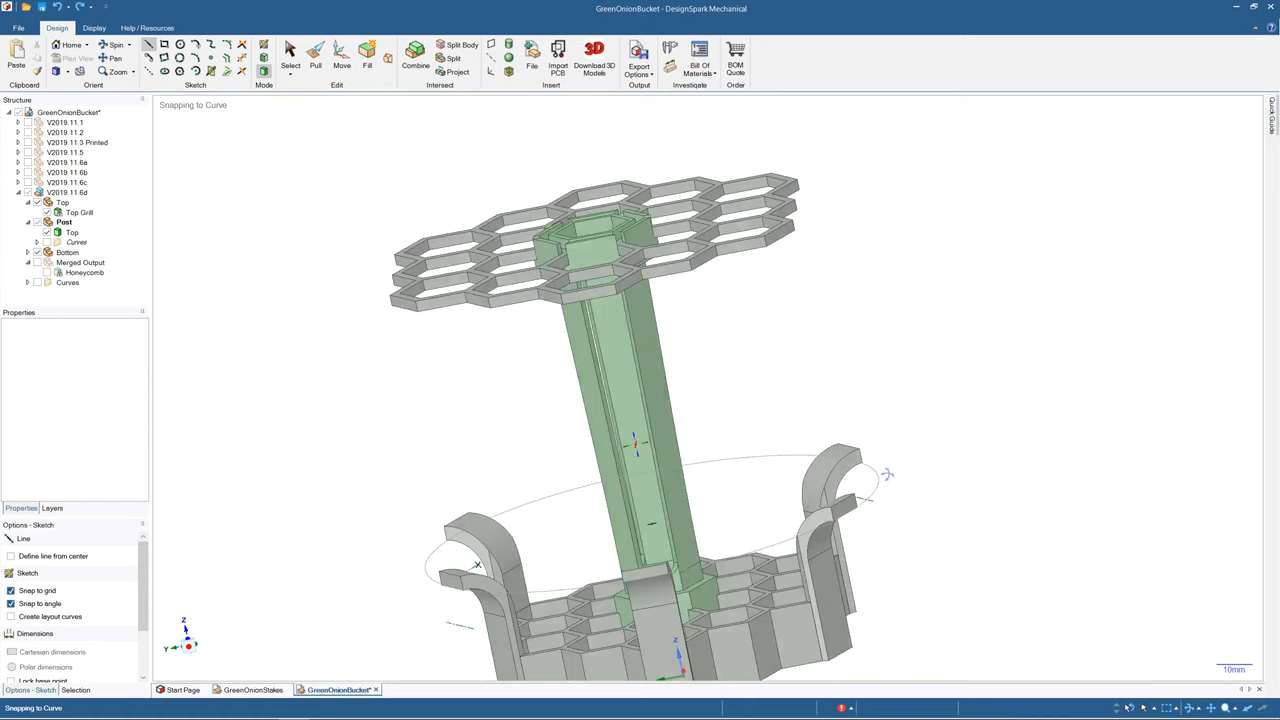 GreenOnionBucket - DesignSpark Mechanical
File Design Display Help / Resources
Paste
Home
Plan View
Spin
Pan
Zoom
Select
Pull
Move
Fill
Combine
Split Body
Split
Project
File
Import PCB
Download 3D Models
Export Options
Bill Of Materials
BOM Quote
Clipboard Orient Sketch Mode Edit Intersect Insert Output Investigate Order
Structure
GreenOnionBucket*
V2019.11.1
V2019.11.2
V2019.11.3 Printed
V2019.11.5
V2019.11.6a
V2019.11.6b
V2019.11.6c
V2019.11.6d
Top
Top Grill
Post
Top
Curves
Bottom
Merged Output
Honeycomb
Curves
Properties
Properties Layers
Options - Sketch
Line
Define line from center
Sketch
Snap to grid
Snap to angle
Create layout curves
Dimensions
Cartesian dimensions
Polar dimensions
Lock base point
Options - Sketch Selection
Snapping to Curve
Quick Guide
Z
Y
X
Z
10mm
Start Page GreenOnionStakes GreenOnionBucket*
Snapping to Curve